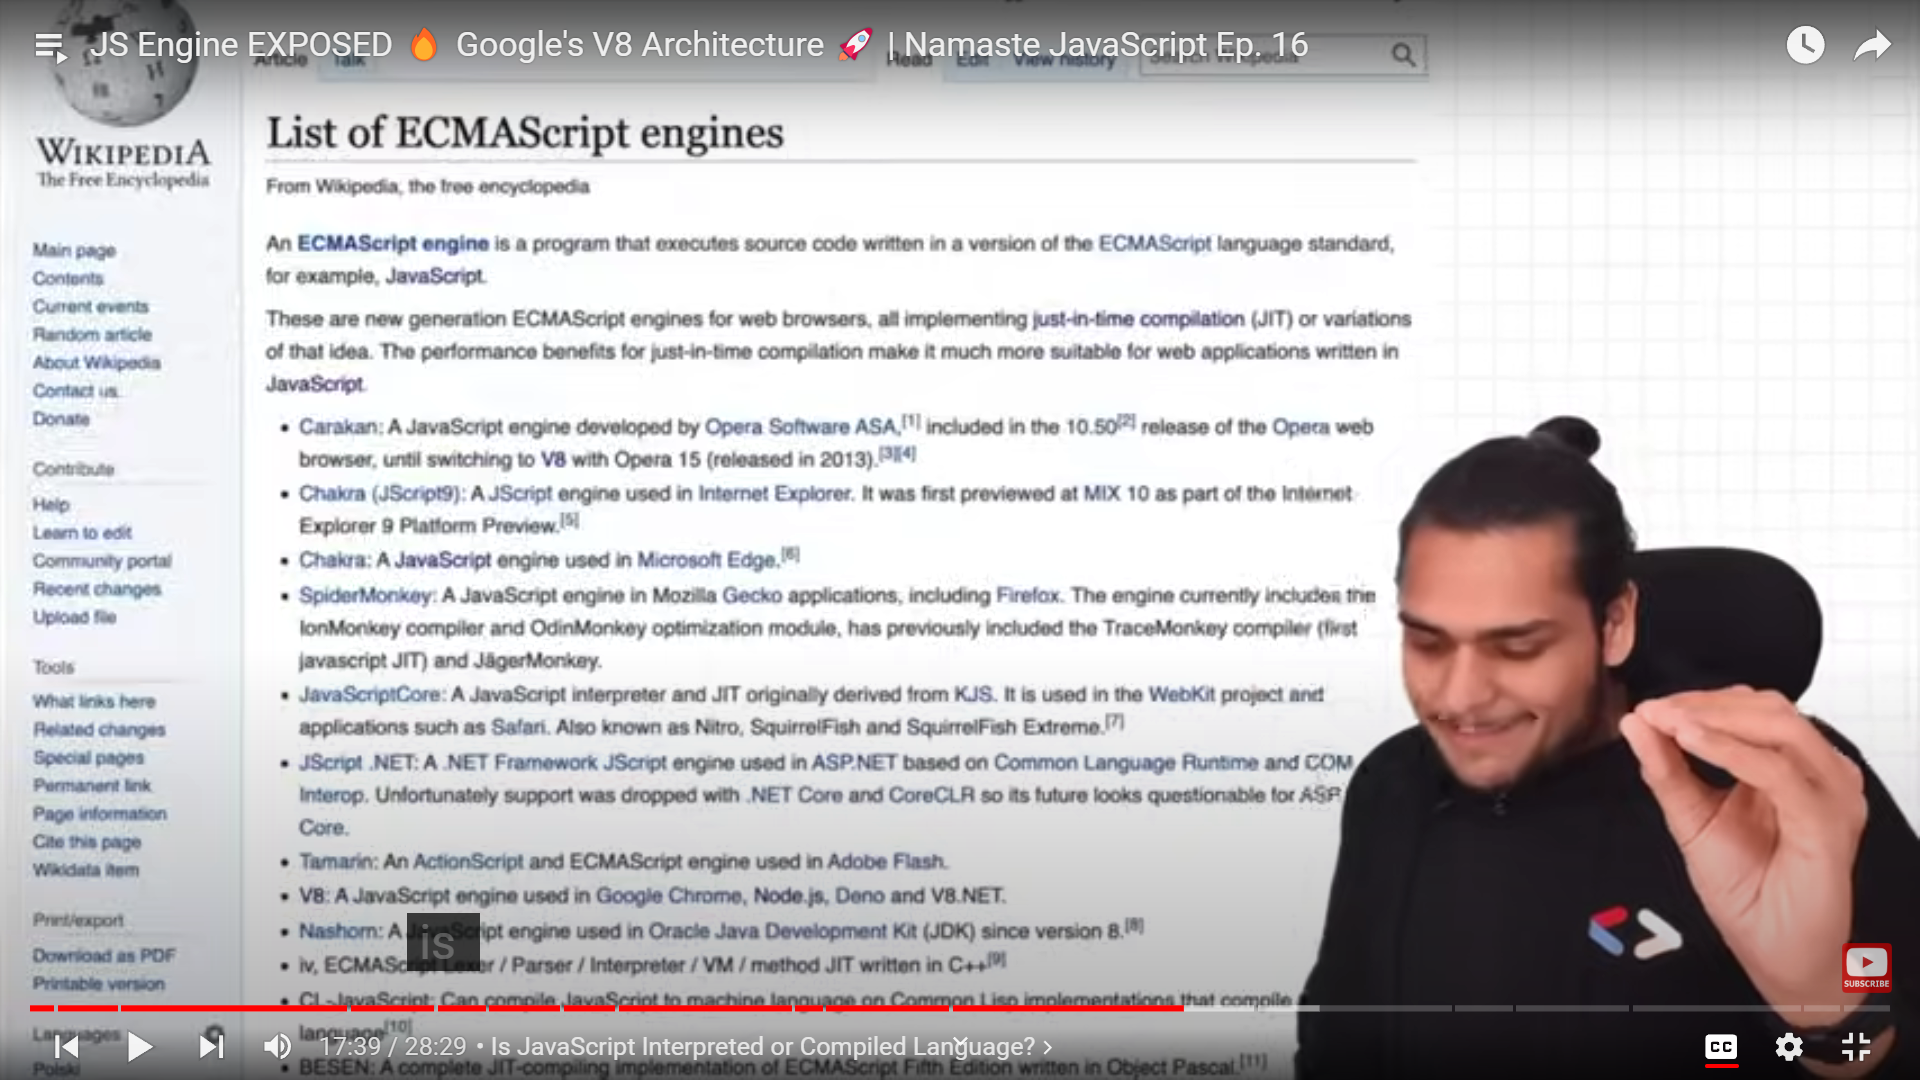 JS Engine EXPOSED 🔥 Google's V8 Architecture 🚀 | Namaste JavaScript Ep. 16
Article Talk Read Edit View history Search Wikipedia
WIKIPEDIA
The Free Encyclopedia
Main page
Contents
Current events
Random article
About Wikipedia
Contact us
Donate
Contribute
Help
Learn to edit
Community portal
Recent changes
Upload file
Tools
What links here
Related changes
Special pages
Permanent link
Page information
Cite this page
Wikidata item
Print/export
Download as PDF
Printable version
Languages
Polski
List of ECMAScript engines
From Wikipedia, the free encyclopedia
An ECMAScript engine is a program that executes source code written in a version of the ECMAScript language standard,
for example, JavaScript.
These are new generation ECMAScript engines for web browsers, all implementing just-in-time compilation (JIT) or variations
of that idea. The performance benefits for just-in-time compilation make it much more suitable for web applications written in
JavaScript.
• Carakan: A JavaScript engine developed by Opera Software ASA,[1] included in the 10.50[2] release of the Opera web
browser, until switching to V8 with Opera 15 (released in 2013).[3][4]
• Chakra (JScript9): A JScript engine used in Internet Explorer. It was first previewed at MIX 10 as part of the Internet
Explorer 9 Platform Preview.[5]
• Chakra: A JavaScript engine used in Microsoft Edge.[6]
• SpiderMonkey: A JavaScript engine in Mozilla Gecko applications, including Firefox. The engine currently includes the
IonMonkey compiler and OdinMonkey optimization module, has previously included the TraceMonkey compiler (first
javascript JIT) and JägerMonkey.
• JavaScriptCore: A JavaScript interpreter and JIT originally derived from KJS. It is used in the WebKit project and
applications such as Safari. Also known as Nitro, SquirrelFish and SquirrelFish Extreme.[7]
• JScript .NET: A .NET Framework JScript engine used in ASP.NET based on Common Language Runtime and COM
Interop. Unfortunately support was dropped with .NET Core and CoreCLR so its future looks questionable for ASP
Core.
• Tamarin: An ActionScript and ECMAScript engine used in Adobe Flash.
• V8: A JavaScript engine used in Google Chrome, Node.js, Deno and V8.NET.
• Nashorn: A JavaScript engine used in Oracle Java Development Kit (JDK) since version 8.[8]
is
• iv, ECMAScript Lexer / Parser / Interpreter / VM / method JIT written in C++[9]
• CL-JavaScript: Can compile JavaScript to machine language on Common Lisp implementations that compile
language[10]
• BESEN: A complete JIT-compiling implementation of ECMAScript Fifth Edition written in Object Pascal.[11]
SUBSCRIBE
17:39 / 28:29 • Is JavaScript Interpreted or Compiled Language? >
CC